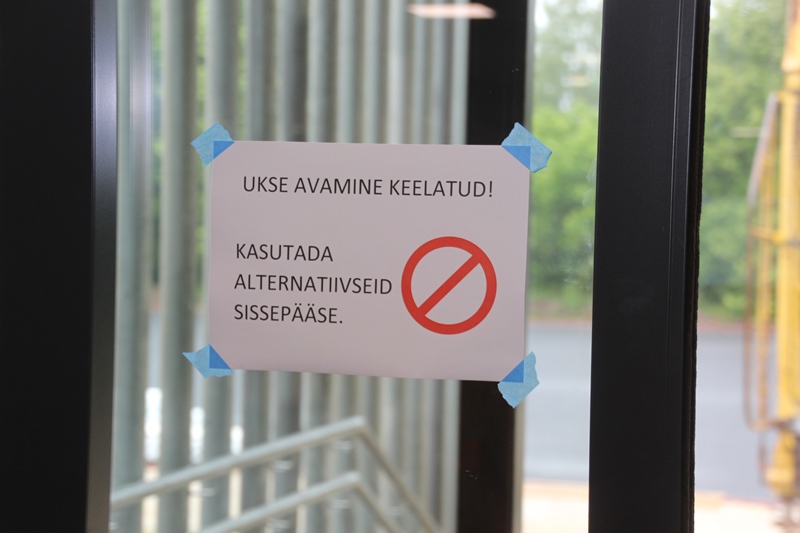 UKSE AVAMINE KEELATUD!
KASUTADA
ALTERNATIIVSEID
SISSEPÄÄSE.